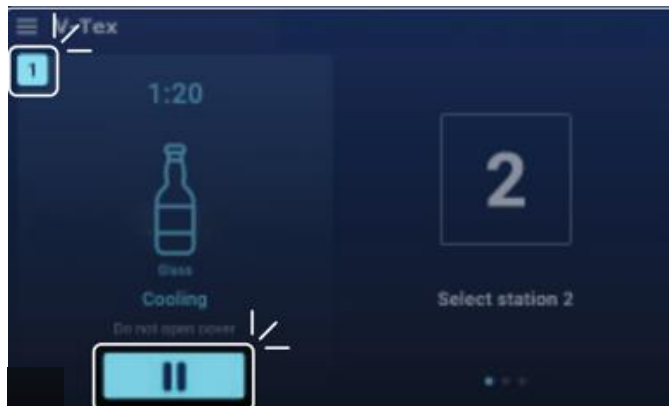 V-Tex
1
1:20
2
Glass
Cooling
Select station 2
Do not open cover